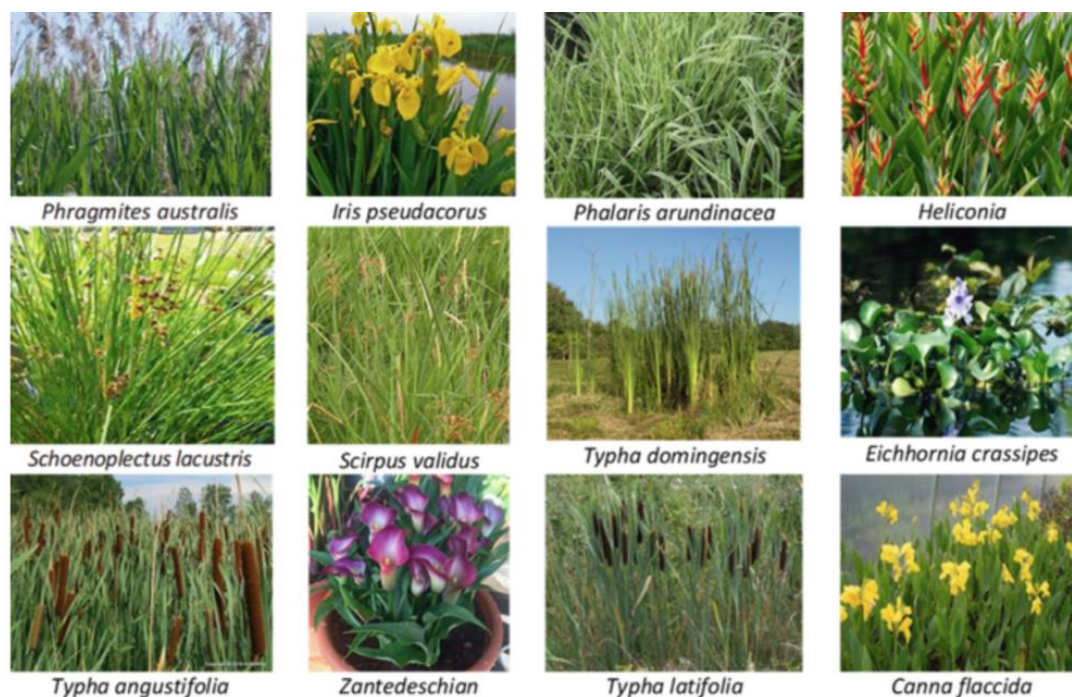 Phragmites australis
Iris pseudacorus
Phalaris arundinacea
Heliconia
Schoenoplectus lacustris
Scirpus validus
Typha domingensis
Eichhornia crassipes
Typha angustifolia
Zantedeschian
Typha latifolia
Canna flaccida